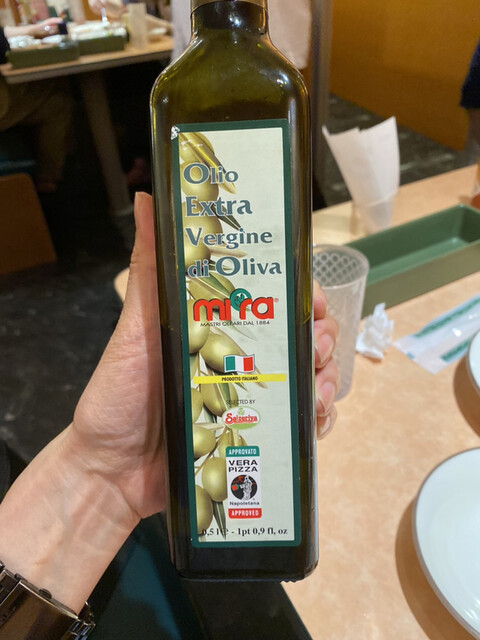 Olio
Extra
Vergine
di Oliva
mira®
MASTRI OLEARI DAL 1884
PRODOTTO ITALIANO
SELECTED BY
APPROVATO
VERA
PIZZA
Napoletana
APPROVED
0,5 l ℮ - 1pt 0,9 fl, oz